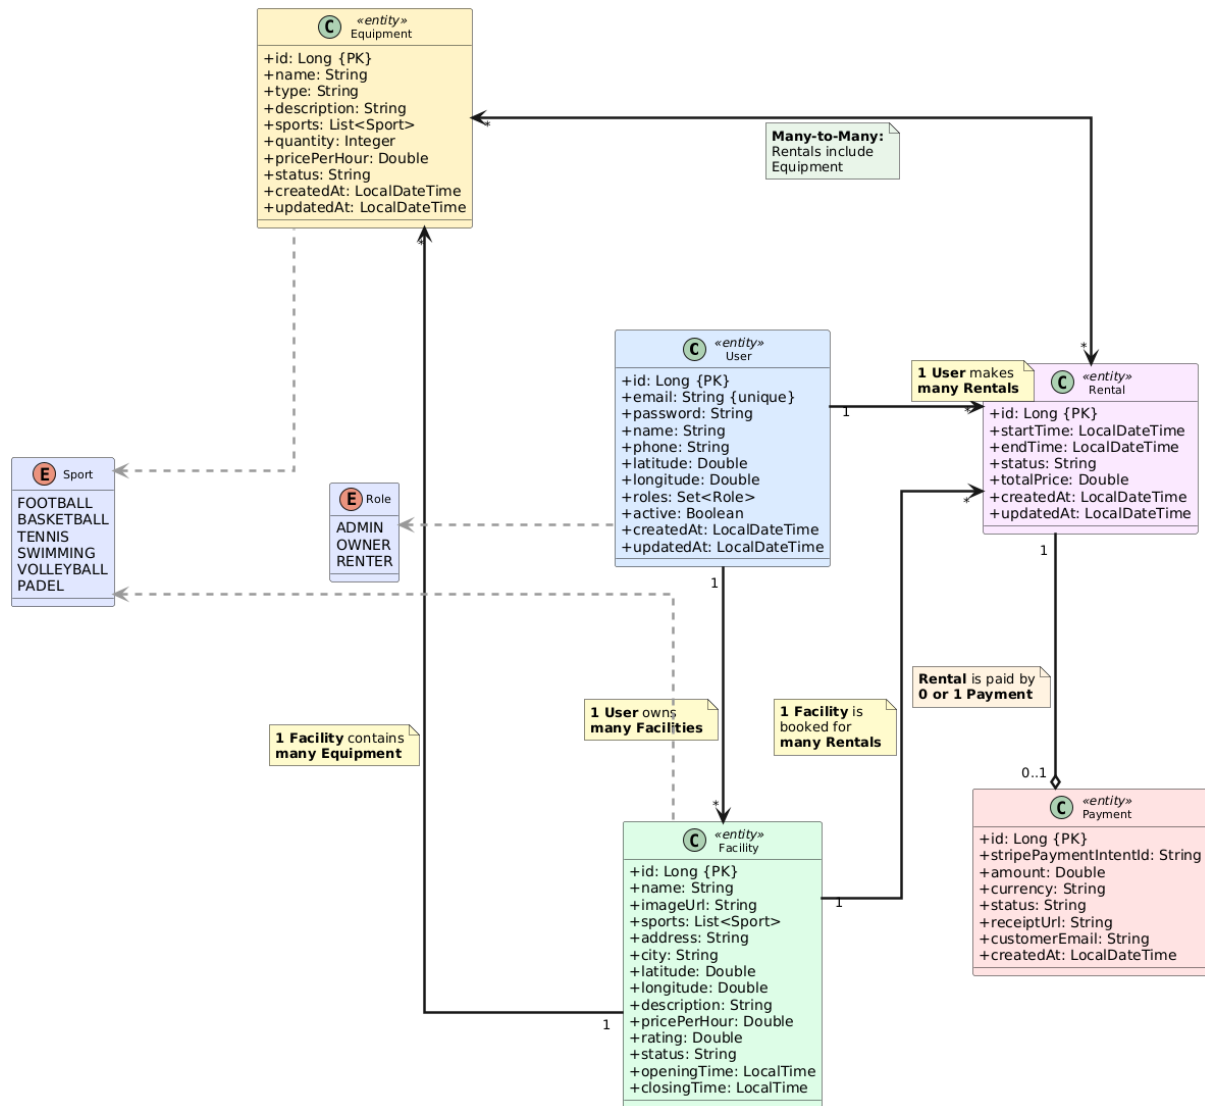 C «entity»
Equipment
+id: Long {PK}
+name: String
+type: String
+description: String
+sports: List<Sport>
+quantity: Integer
+pricePerHour: Double
+status: String
+createdAt: LocalDateTime
+updatedAt: LocalDateTime
*
Many-to-Many:
Rentals include
Equipment
*
*
C «entity»
User
+id: Long {PK}
+email: String {unique}
+password: String
+name: String
+phone: String
+latitude: Double
+longitude: Double
+roles: Set<Role>
+active: Boolean
+createdAt: LocalDateTime
+updatedAt: LocalDateTime
1
1 User makes
many Rentals
*
C «entity»
Rental
+id: Long {PK}
+startTime: LocalDateTime
+endTime: LocalDateTime
+status: String
+totalPrice: Double
+createdAt: LocalDateTime
+updatedAt: LocalDateTime
*
1
E Sport
FOOTBALL
BASKETBALL
TENNIS
SWIMMING
VOLLEYBALL
PADEL
E Role
ADMIN
OWNER
RENTER
1
1 Facility contains
many Equipment
1 User owns
many Facilities
1 Facility is
booked for
many Rentals
Rental is paid by
0 or 1 Payment
*
0..1
C «entity»
Facility
+id: Long {PK}
+name: String
+imageUrl: String
+sports: List<Sport>
+address: String
+city: String
+latitude: Double
+longitude: Double
+description: String
+pricePerHour: Double
+rating: Double
+status: String
+openingTime: LocalTime
+closingTime: LocalTime
1
1
C «entity»
Payment
+id: Long {PK}
+stripePaymentIntentId: String
+amount: Double
+currency: String
+status: String
+receiptUrl: String
+customerEmail: String
+createdAt: LocalDateTime